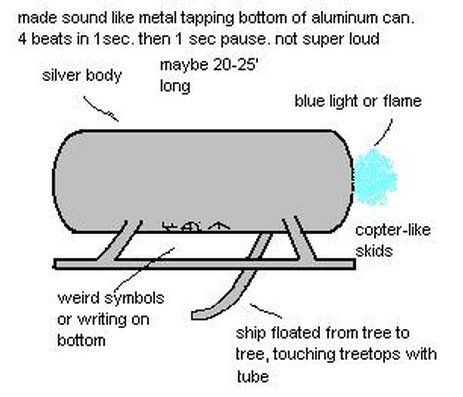 made sound like metal tapping bottom of aluminum can.
4 beats in 1sec. then 1 sec pause. not super loud
maybe 20-25'
long
silver body
blue light or flame
copter-like
skids
weird symbols
or writing on
bottom
ship floated from tree to
tree, touching treetops with
tube